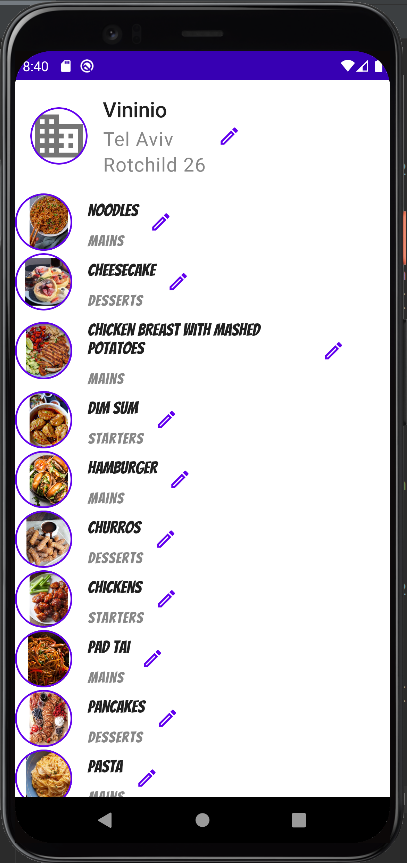 8:40
Vininio
Tel Aviv
Rotchild 26
NOODLES
MAINS
CHEESECAKE
DESSERTS
CHICKEN BREAST WITH MASHED
POTATOES
MAINS
DIM SUM
STARTERS
HAMBURGER
MAINS
CHURROS
DESSERTS
CHICKENS
STARTERS
PAD TAI
MAINS
PANCAKES
DESSERTS
PASTA
MAINS